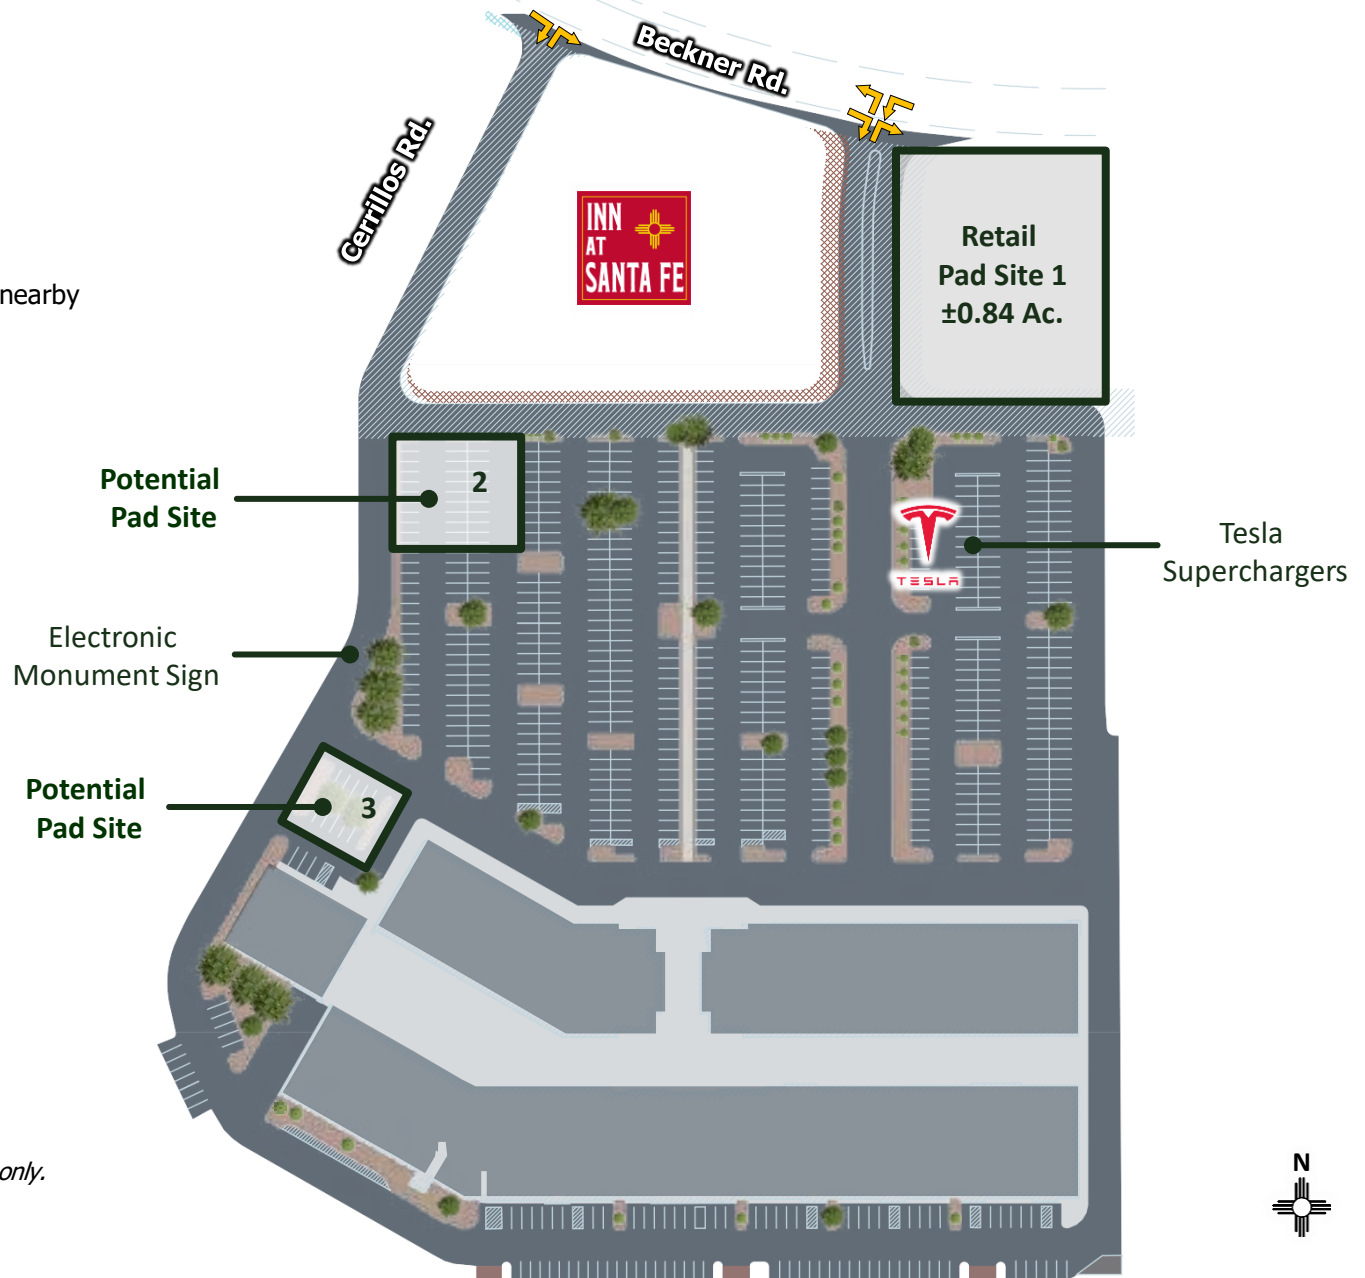 Beckner Rd.
Cerrillos Rd.
INN
AT
SANTA FE
Retail
Pad Site 1
±0.84 Ac.
nearby
Potential
Pad Site
2
TESLA
Tesla
Superchargers
Electronic
Monument Sign
Potential
Pad Site
3
only.
N